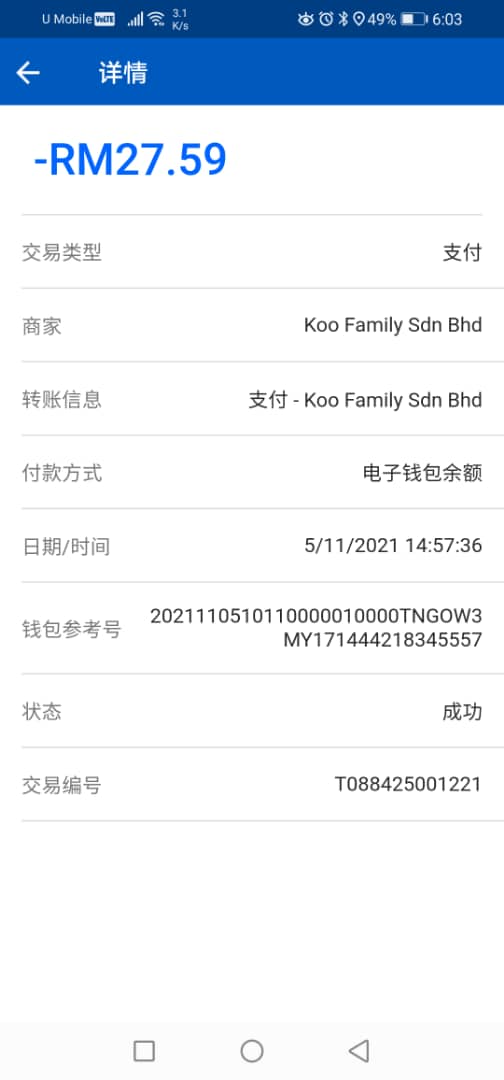 U Mobile VoLTE 3.1 K/s 49% 6:03
详情
-RM27.59
交易类型 支付
商家 Koo Family Sdn Bhd
转账信息 支付 - Koo Family Sdn Bhd
付款方式 电子钱包余额
日期/时间 5/11/2021 14:57:36
钱包参考号 2021110510110000010000TNGOW3
MY171444218345557
状态 成功
交易编号 T088425001221